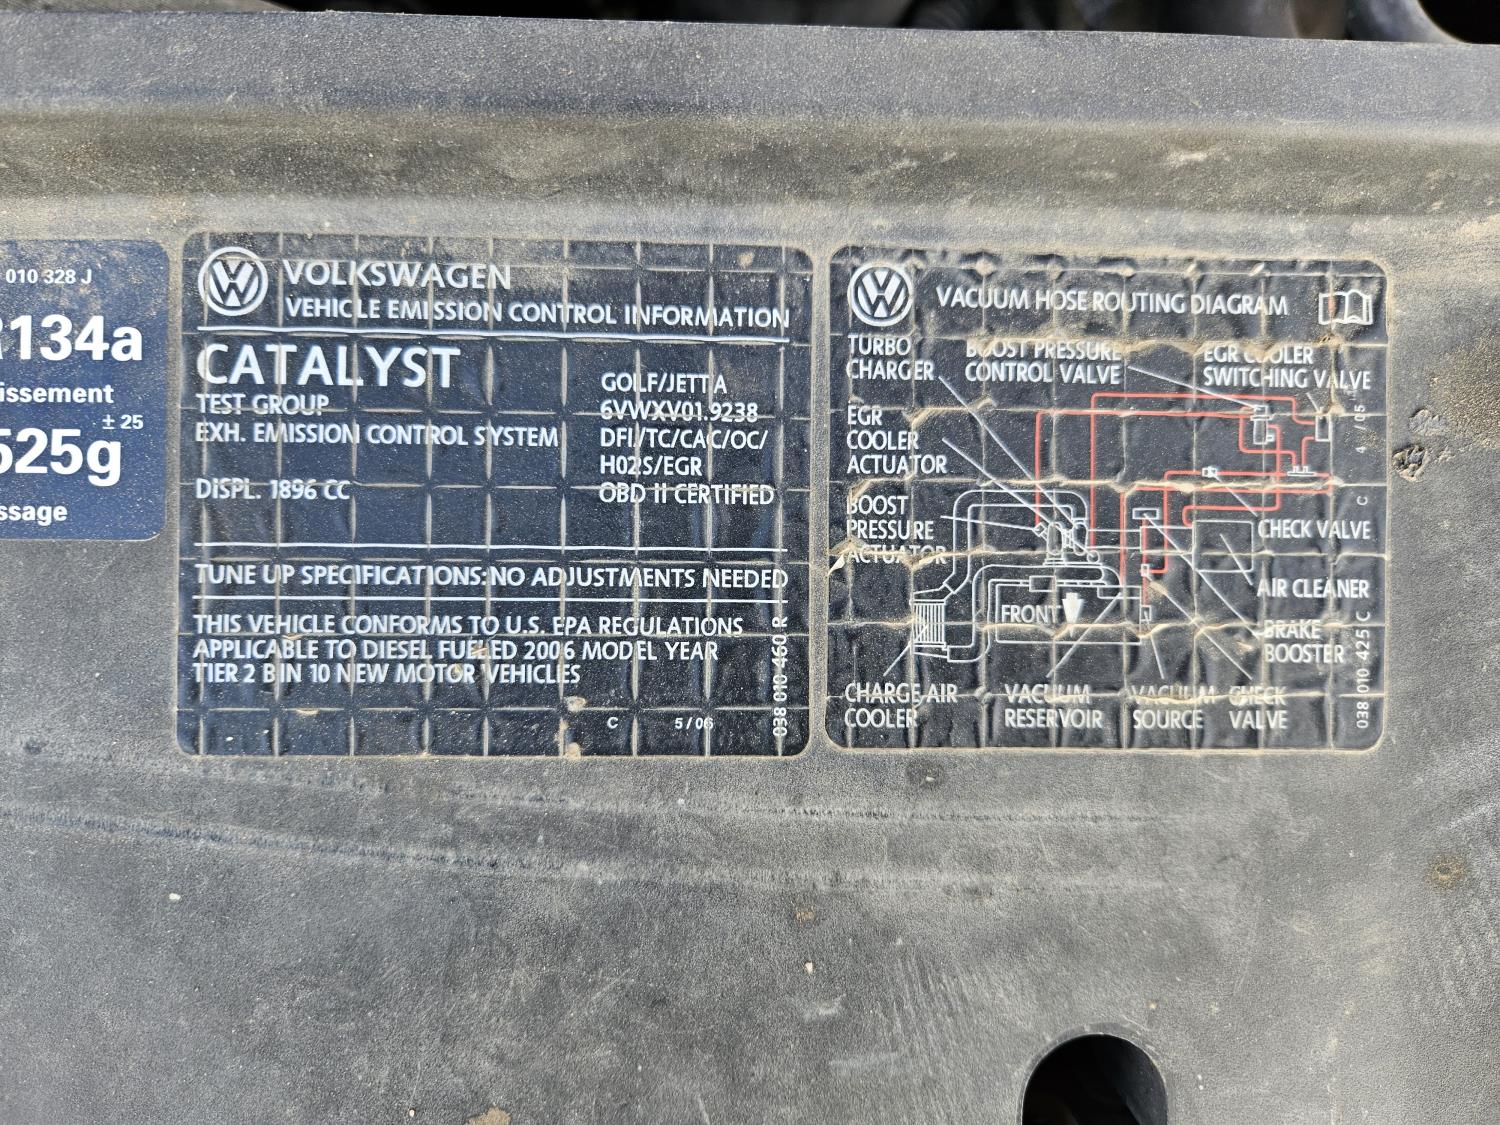 010 328 J
R134a
issement
± 25
525g
ssage
VOLKSWAGEN
VEHICLE EMISSION CONTROL INFORMATION
CATALYST
GOLF/JETTA
TEST GROUP 6VWXV01.9238
EXH. EMISSION CONTROL SYSTEM DFI/TC/CAC/OC/
HO2S/EGR
DISPL. 1896 CC OBD II CERTIFIED
TUNE UP SPECIFICATIONS: NO ADJUSTMENTS NEEDED
THIS VEHICLE CONFORMS TO U.S. EPA REGULATIONS
APPLICABLE TO DIESEL FUELED 2006 MODEL YEAR
TIER 2 BIN 10 NEW MOTOR VEHICLES
C 5/06
038 010 460 R
VACUUM HOSE ROUTING DIAGRAM
TURBO
CHARGER
BOOST PRESSURE
CONTROL VALVE
EGR COOLER
SWITCHING VALVE
EGR
COOLER
ACTUATOR
BOOST
PRESSURE
ACTUATOR
CHECK VALVE
AIR CLEANER
FRONT
BRAKE
BOOSTER
CHARGE AIR
COOLER
VACUUM
RESERVOIR
VACUUM
SOURCE
CHECK
VALVE
C 4/05
038 010 425 C